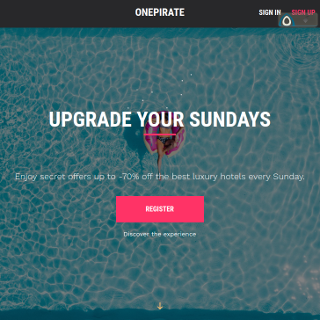 ONEPIRATE
SIGN IN
SIGN UP
UPGRADE YOUR SUNDAYS
Enjoy secret offers up to -70% off the best luxury hotels every Sunday.
REGISTER
Discover the experience